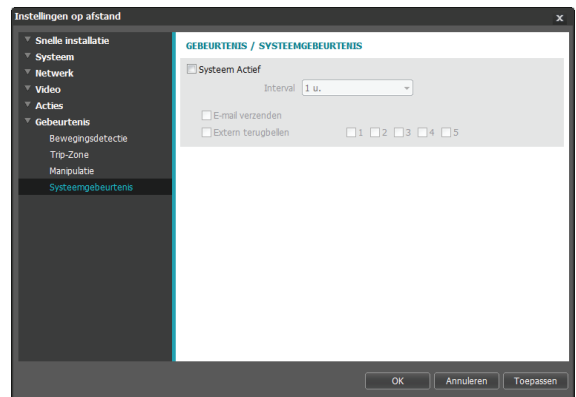 Instellingen op afstand
x
Snelle installatie
Systeem
Netwerk
Video
Acties
Gebeurtenis
Bewegingsdetectie
Trip-Zone
Manipulatie
Systeemgebeurtenis
GEBEURTENIS / SYSTEEMGEBEURTENIS
Systeem Actief
Interval 1 u.
E-mail verzenden
Extern terugbellen 1 2 3 4 5
OK Annuleren Toepassen